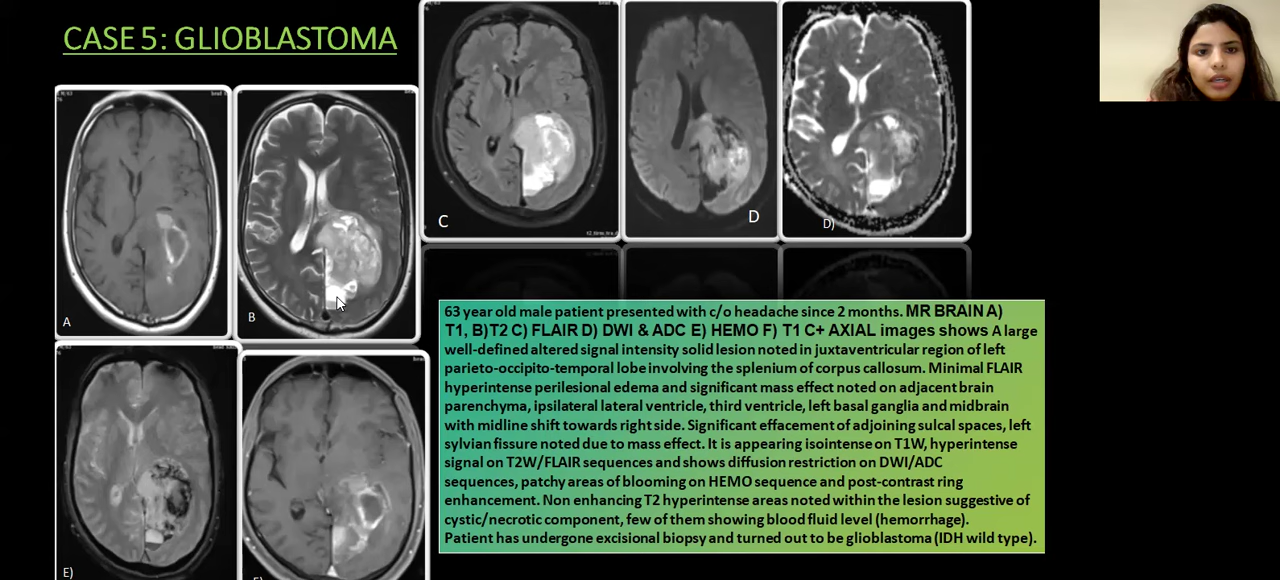 CASE 5: GLIOBLASTOMA
A
B
C
D
D)
63 year old male patient presented with c/o headache since 2 months. MR BRAIN A)
T1, B)T2 C) FLAIR D) DWI & ADC E) HEMO F) T1 C+ AXIAL images shows A large
well-defined altered signal intensity solid lesion noted in juxtaventricular region of left
parieto-occipito-temporal lobe involving the splenium of corpus callosum. Minimal FLAIR
hyperintense perilesional edema and significant mass effect noted on adjacent brain
parenchyma, ipsilateral lateral ventricle, third ventricle, left basal ganglia and midbrain
with midline shift towards right side. Significant effacement of adjoining sulcal spaces, left
sylvian fissure noted due to mass effect. It is appearing isointense on T1W, hyperintense
signal on T2W/FLAIR sequences and shows diffusion restriction on DWI/ADC
sequences, patchy areas of blooming on HEMO sequence and post-contrast ring
enhancement. Non enhancing T2 hyperintense areas noted within the lesion suggestive of
cystic/necrotic component, few of them showing blood fluid level (hemorrhage).
Patient has undergone excisional biopsy and turned out to be glioblastoma (IDH wild type).
E)